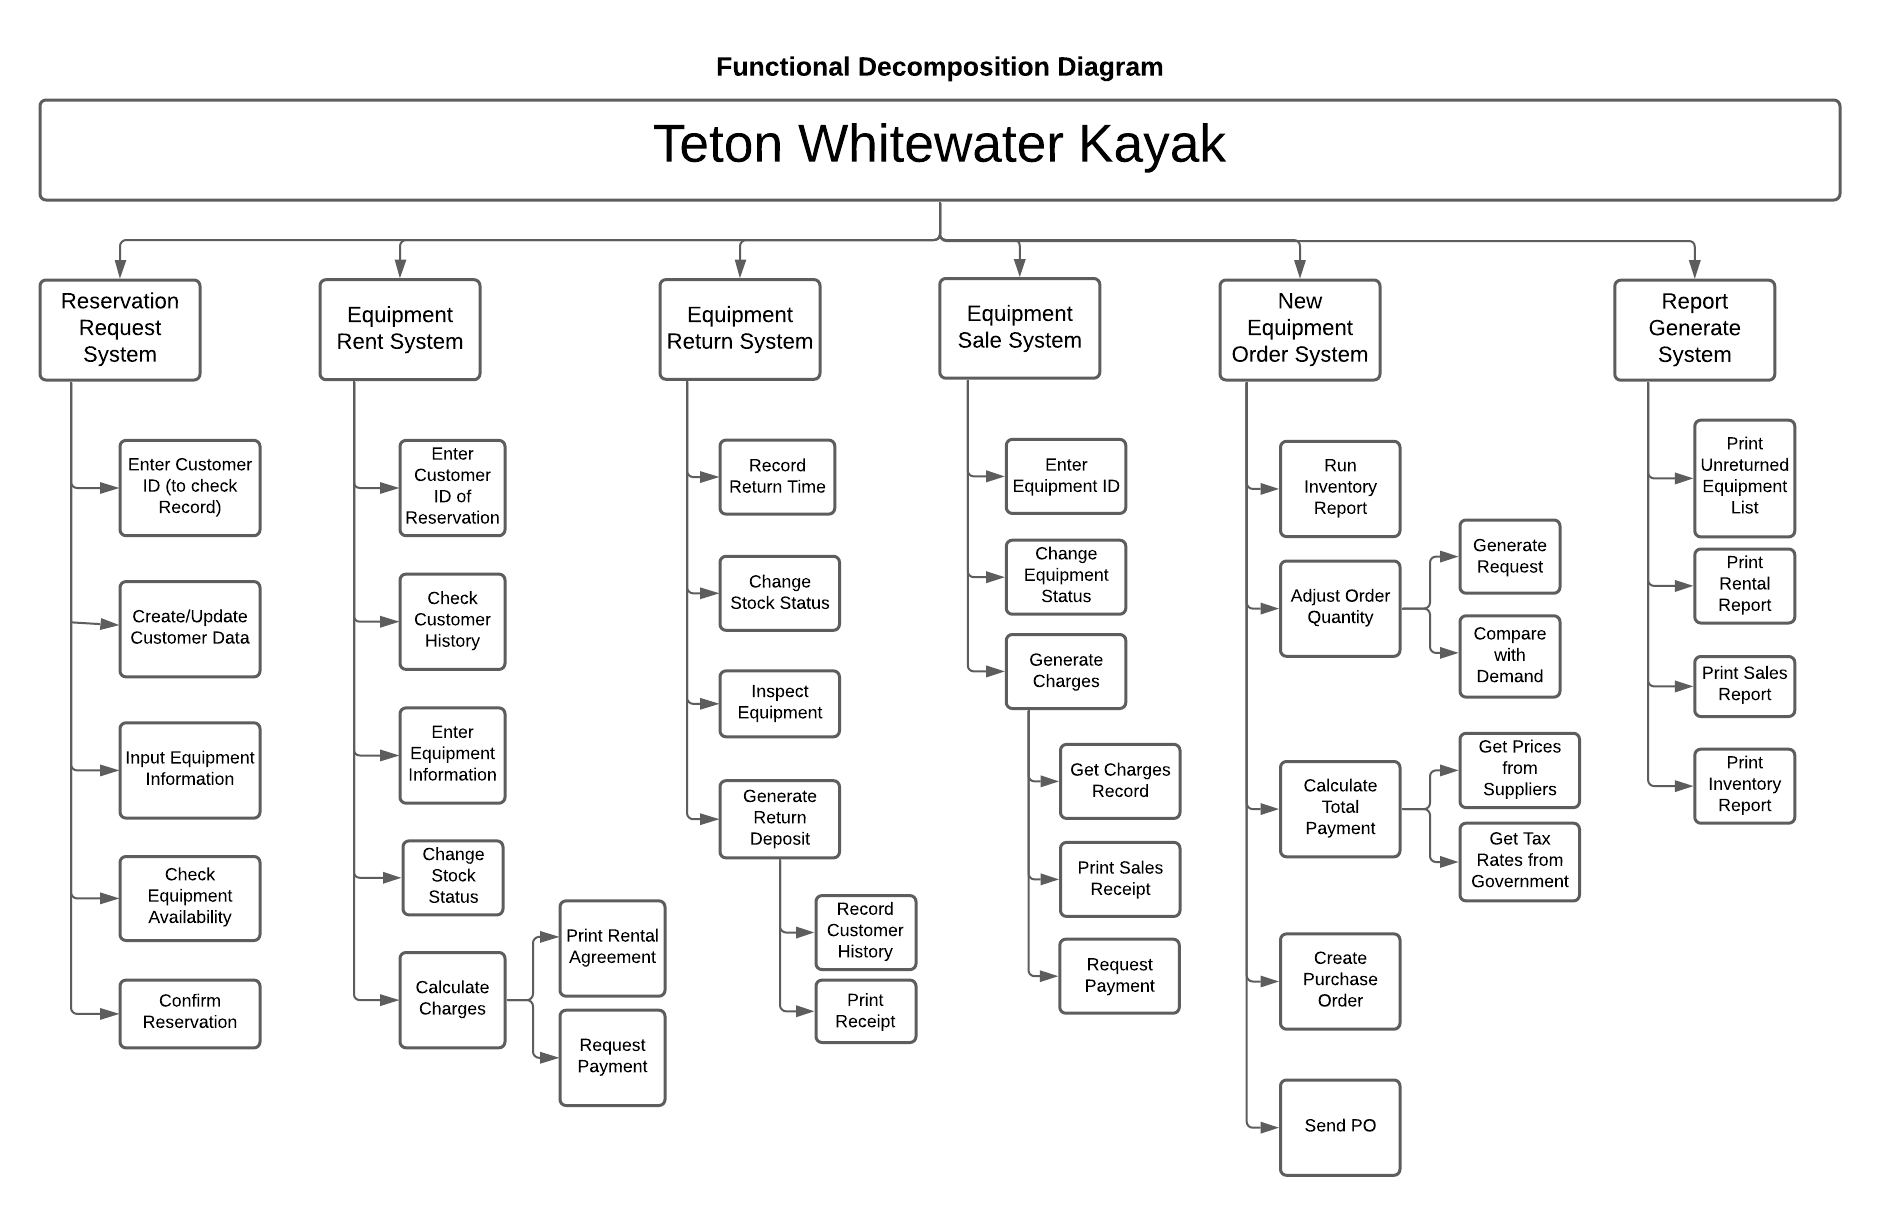 Functional Decomposition Diagram
Teton Whitewater Kayak
Reservation
Request
System
Enter Customer
ID (to check
Record)
Create/Update
Customer Data
Input Equipment
Information
Check
Equipment
Availability
Confirm
Reservation
Equipment
Rent System
Enter
Customer
ID of
Reservation
Check
Customer
History
Enter
Equipment
Information
Change
Stock
Status
Calculate
Charges
Print Rental
Agreement
Request
Payment
Equipment
Return System
Record
Return Time
Change
Stock Status
Inspect
Equipment
Generate
Return
Deposit
Record
Customer
History
Print
Receipt
Equipment
Sale System
Enter
Equipment ID
Change
Equipment
Status
Generate
Charges
Get Charges
Record
Print Sales
Receipt
Request
Payment
New
Equipment
Order System
Run
Inventory
Report
Adjust Order
Quantity
Generate
Request
Compare
with
Demand
Calculate
Total
Payment
Get Prices
from
Suppliers
Get Tax
Rates from
Government
Create
Purchase
Order
Send PO
Report
Generate
System
Print
Unreturned
Equipment
List
Print
Rental
Report
Print Sales
Report
Print
Inventory
Report